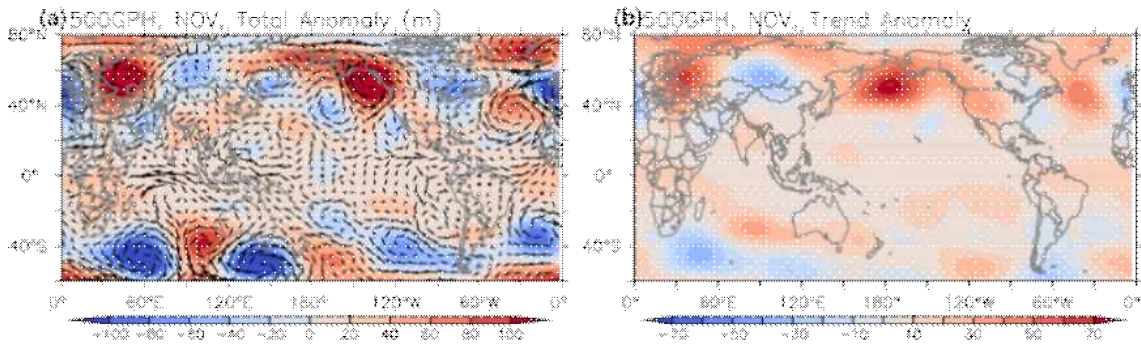 (a) 500GPH, NOV, Total Anomaly (m)
(b) 500GPH, NOV, Trend Anomaly
80°N
40°N
0°
40°S
0° 60°E 120°E 180° 120°W 60°W 0°
-100 -80 -60 -40 -20 0 20 40 60 80 100
80°N
40°N
0°
40°S
0° 60°E 120°E 180° 120°W 60°W 0°
-70 -50 -30 -10 10 30 50 70